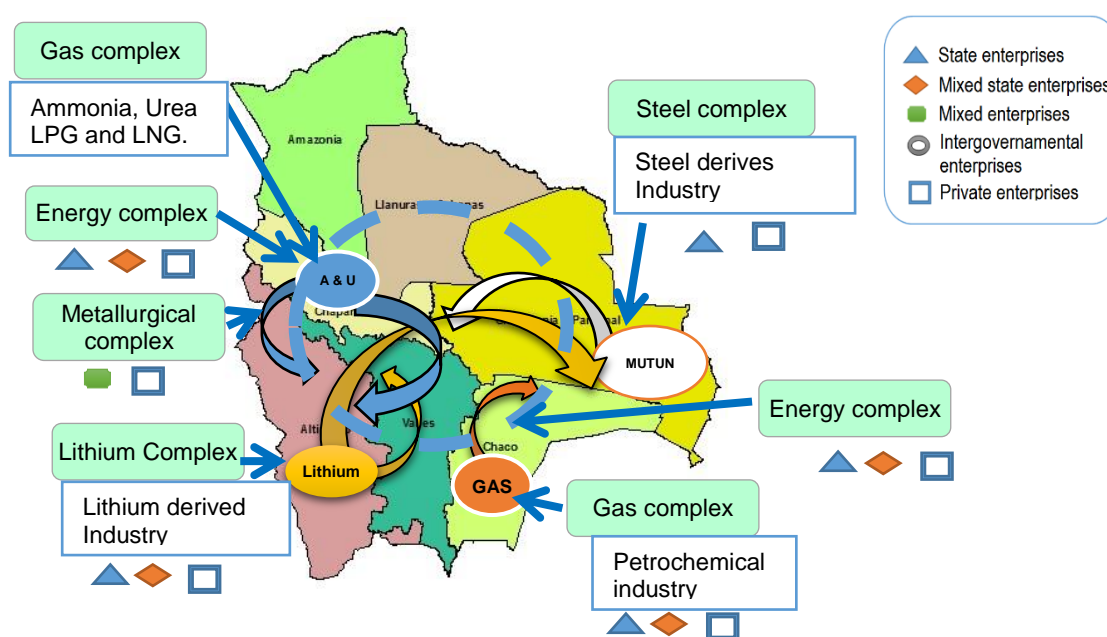 Gas complex
Ammonia, Urea
LPG and LNG.
Energy complex
Metallurgical
complex
Lithium Complex
Lithium derived
Industry
Amazonia
A & U
Lithium
Chaco
GAS
MUTUN
Steel complex
Steel derives
Industry
Energy complex
Gas complex
Petrochemical
industry
State enterprises
Mixed state enterprises
Mixed enterprises
Intergovernamental
enterprises
Private enterprises